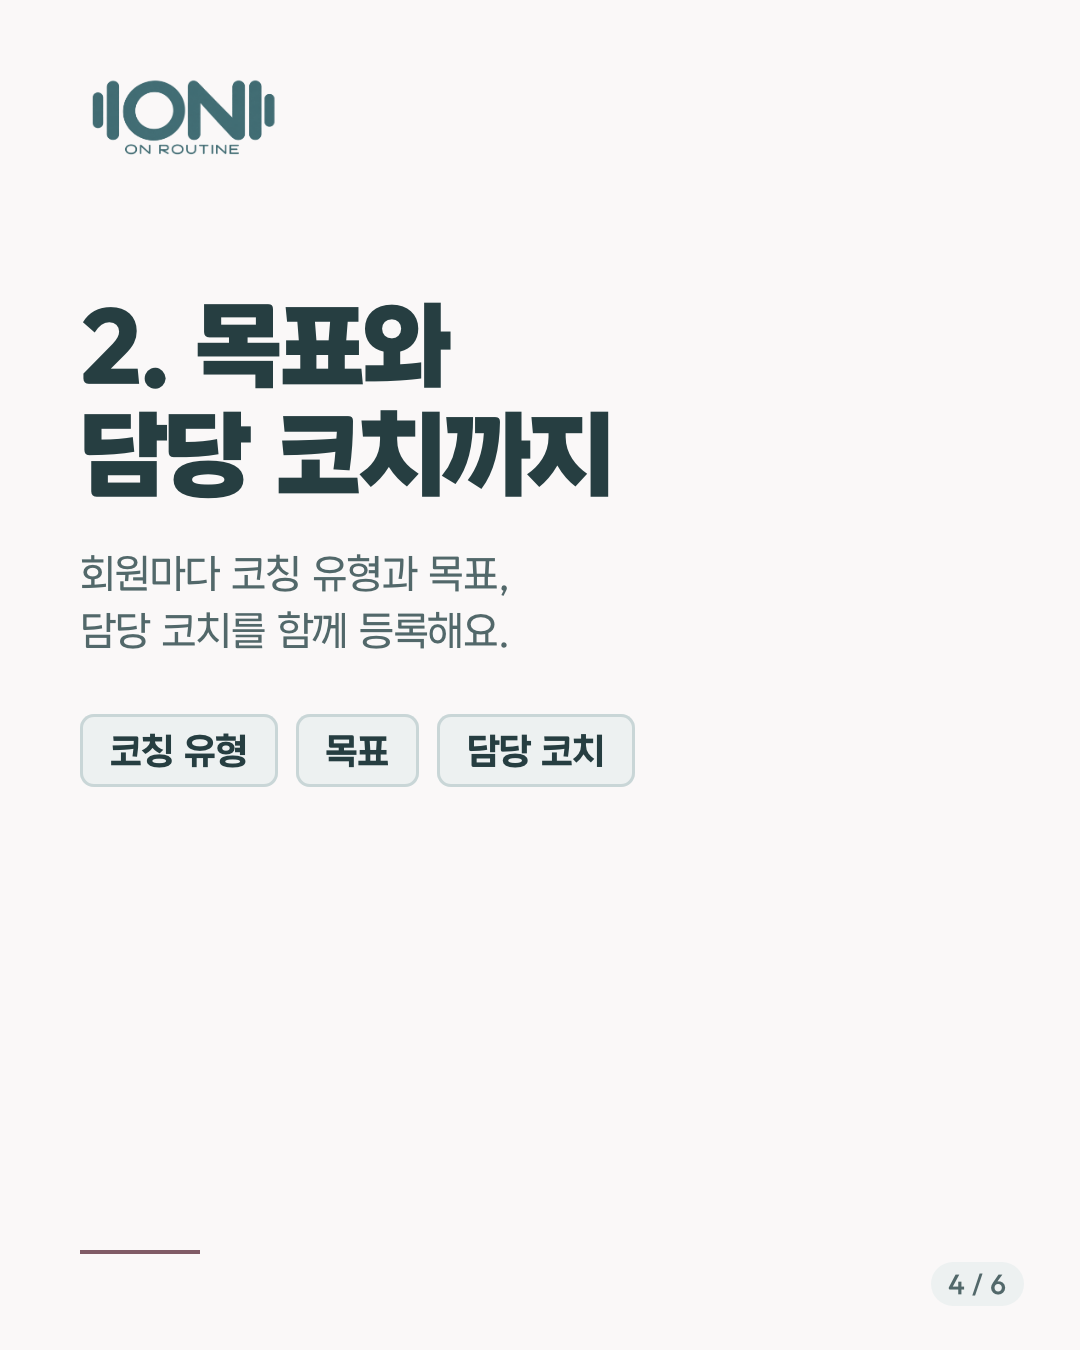 ION
ON ROUTINE
2. 목표와
담당 코치까지
회원마다 코칭 유형과 목표,
담당 코치를 함께 등록해요.
코칭 유형 목표 담당 코치
4 / 6